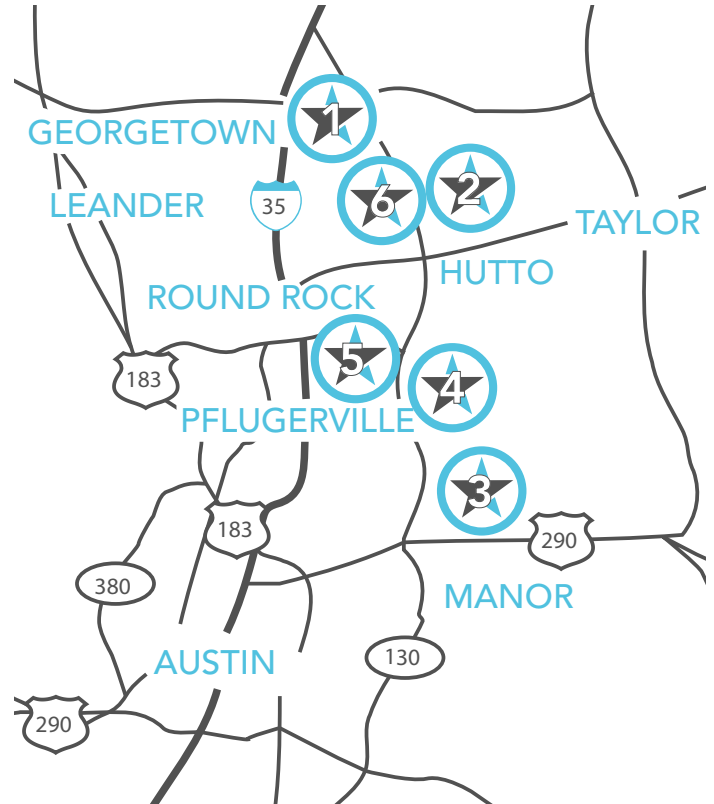 1
GEORGETOWN
6
2
LEANDER
35
TAYLOR
HUTTO
ROUND ROCK
5
183
4
PFLUGERVILLE
3
183
290
380
MANOR
130
AUSTIN
290